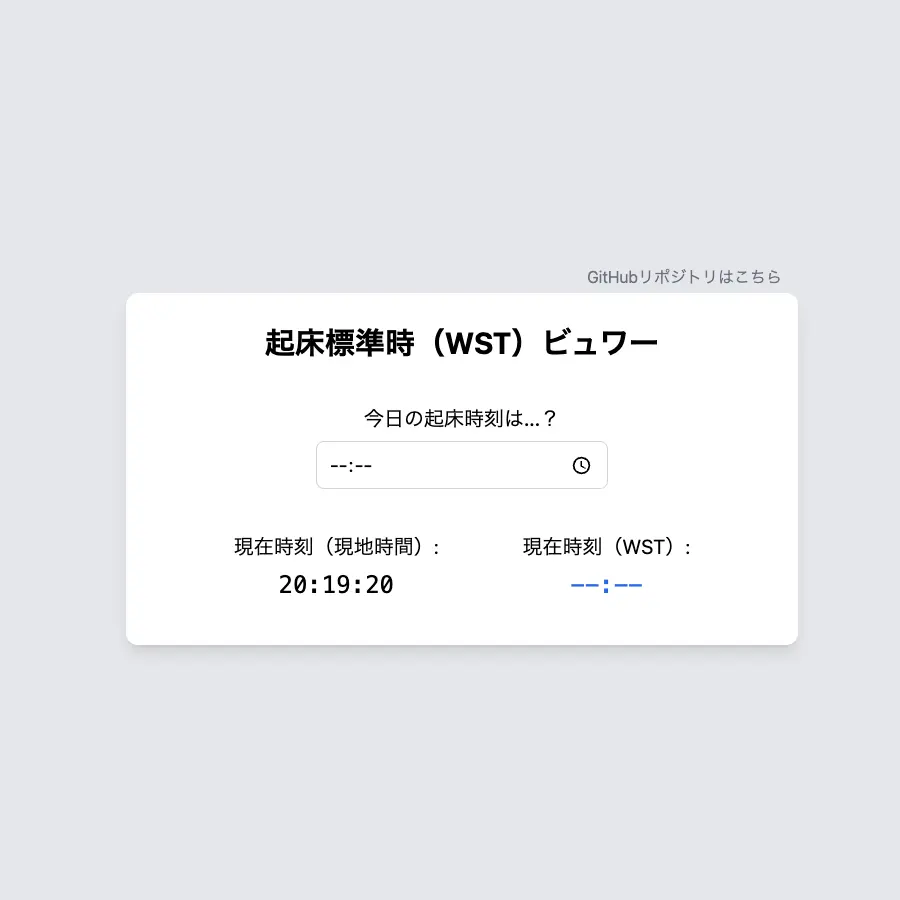 GitHubリポジトリはこちら
起床標準時（WST）ビュワー
今日の起床時刻は...？
--:--
現在時刻（現地時間）:
20:19:20
現在時刻（WST）:
--:--